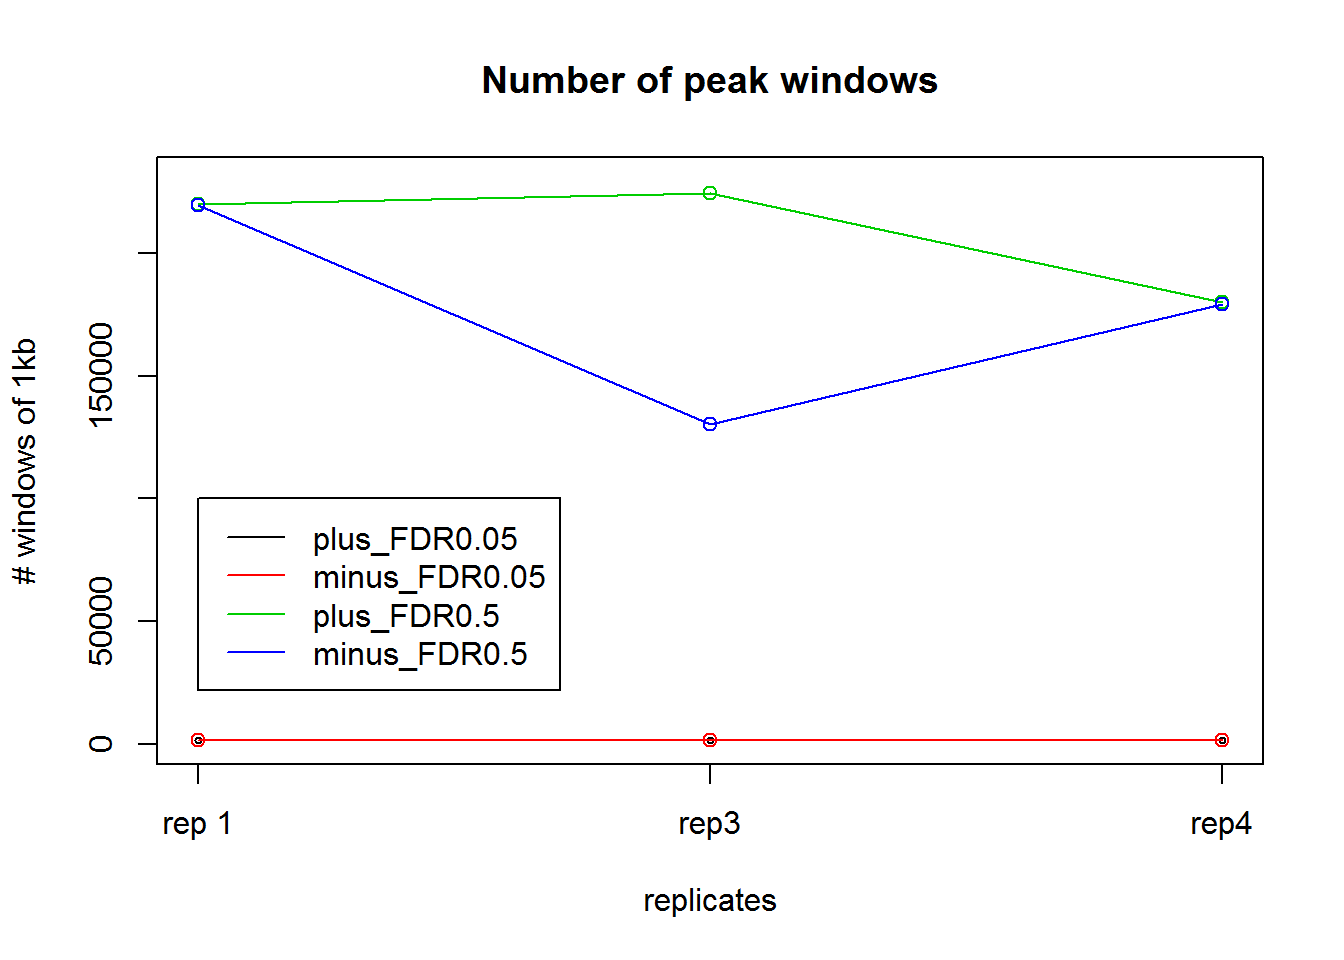 Number of peak windows
# windows of 1kb
150000
50000
0
plus_FDR0.05
minus_FDR0.05
plus_FDR0.5
minus_FDR0.5
rep 1
rep3
rep4
replicates